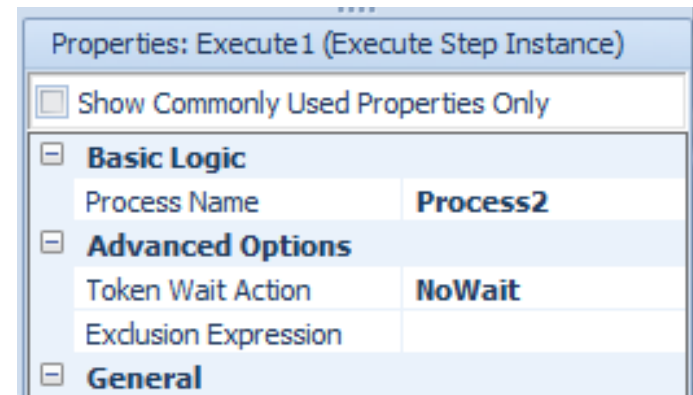 Properties: Execute1 (Execute Step Instance)
Show Commonly Used Properties Only
Basic Logic
Process Name Process2
Advanced Options
Token Wait Action NoWait
Exclusion Expression
General